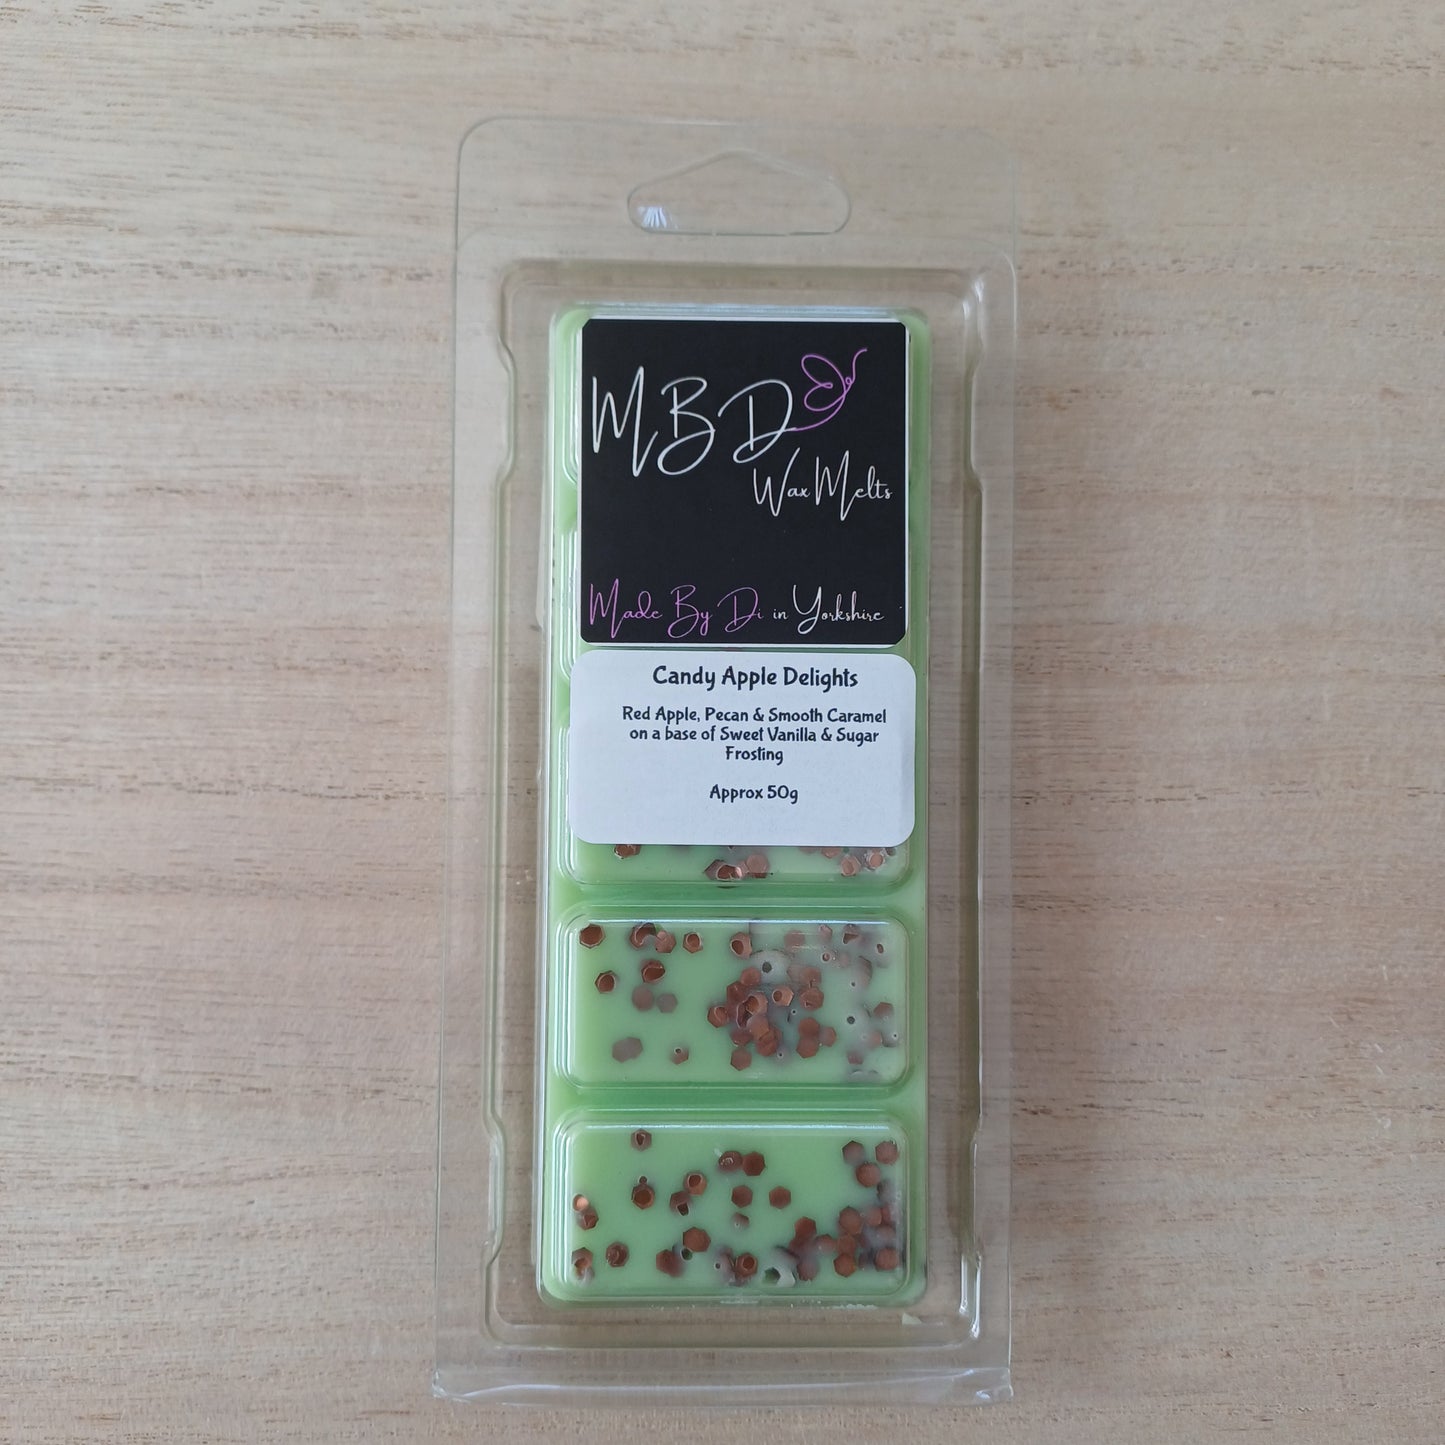 MBD
Wax Melts
Made By Di in Yorkshire
Candy Apple Delights
Red Apple, Pecan & Smooth Caramel
on a base of Sweet Vanilla & Sugar
Frosting
Approx 50g